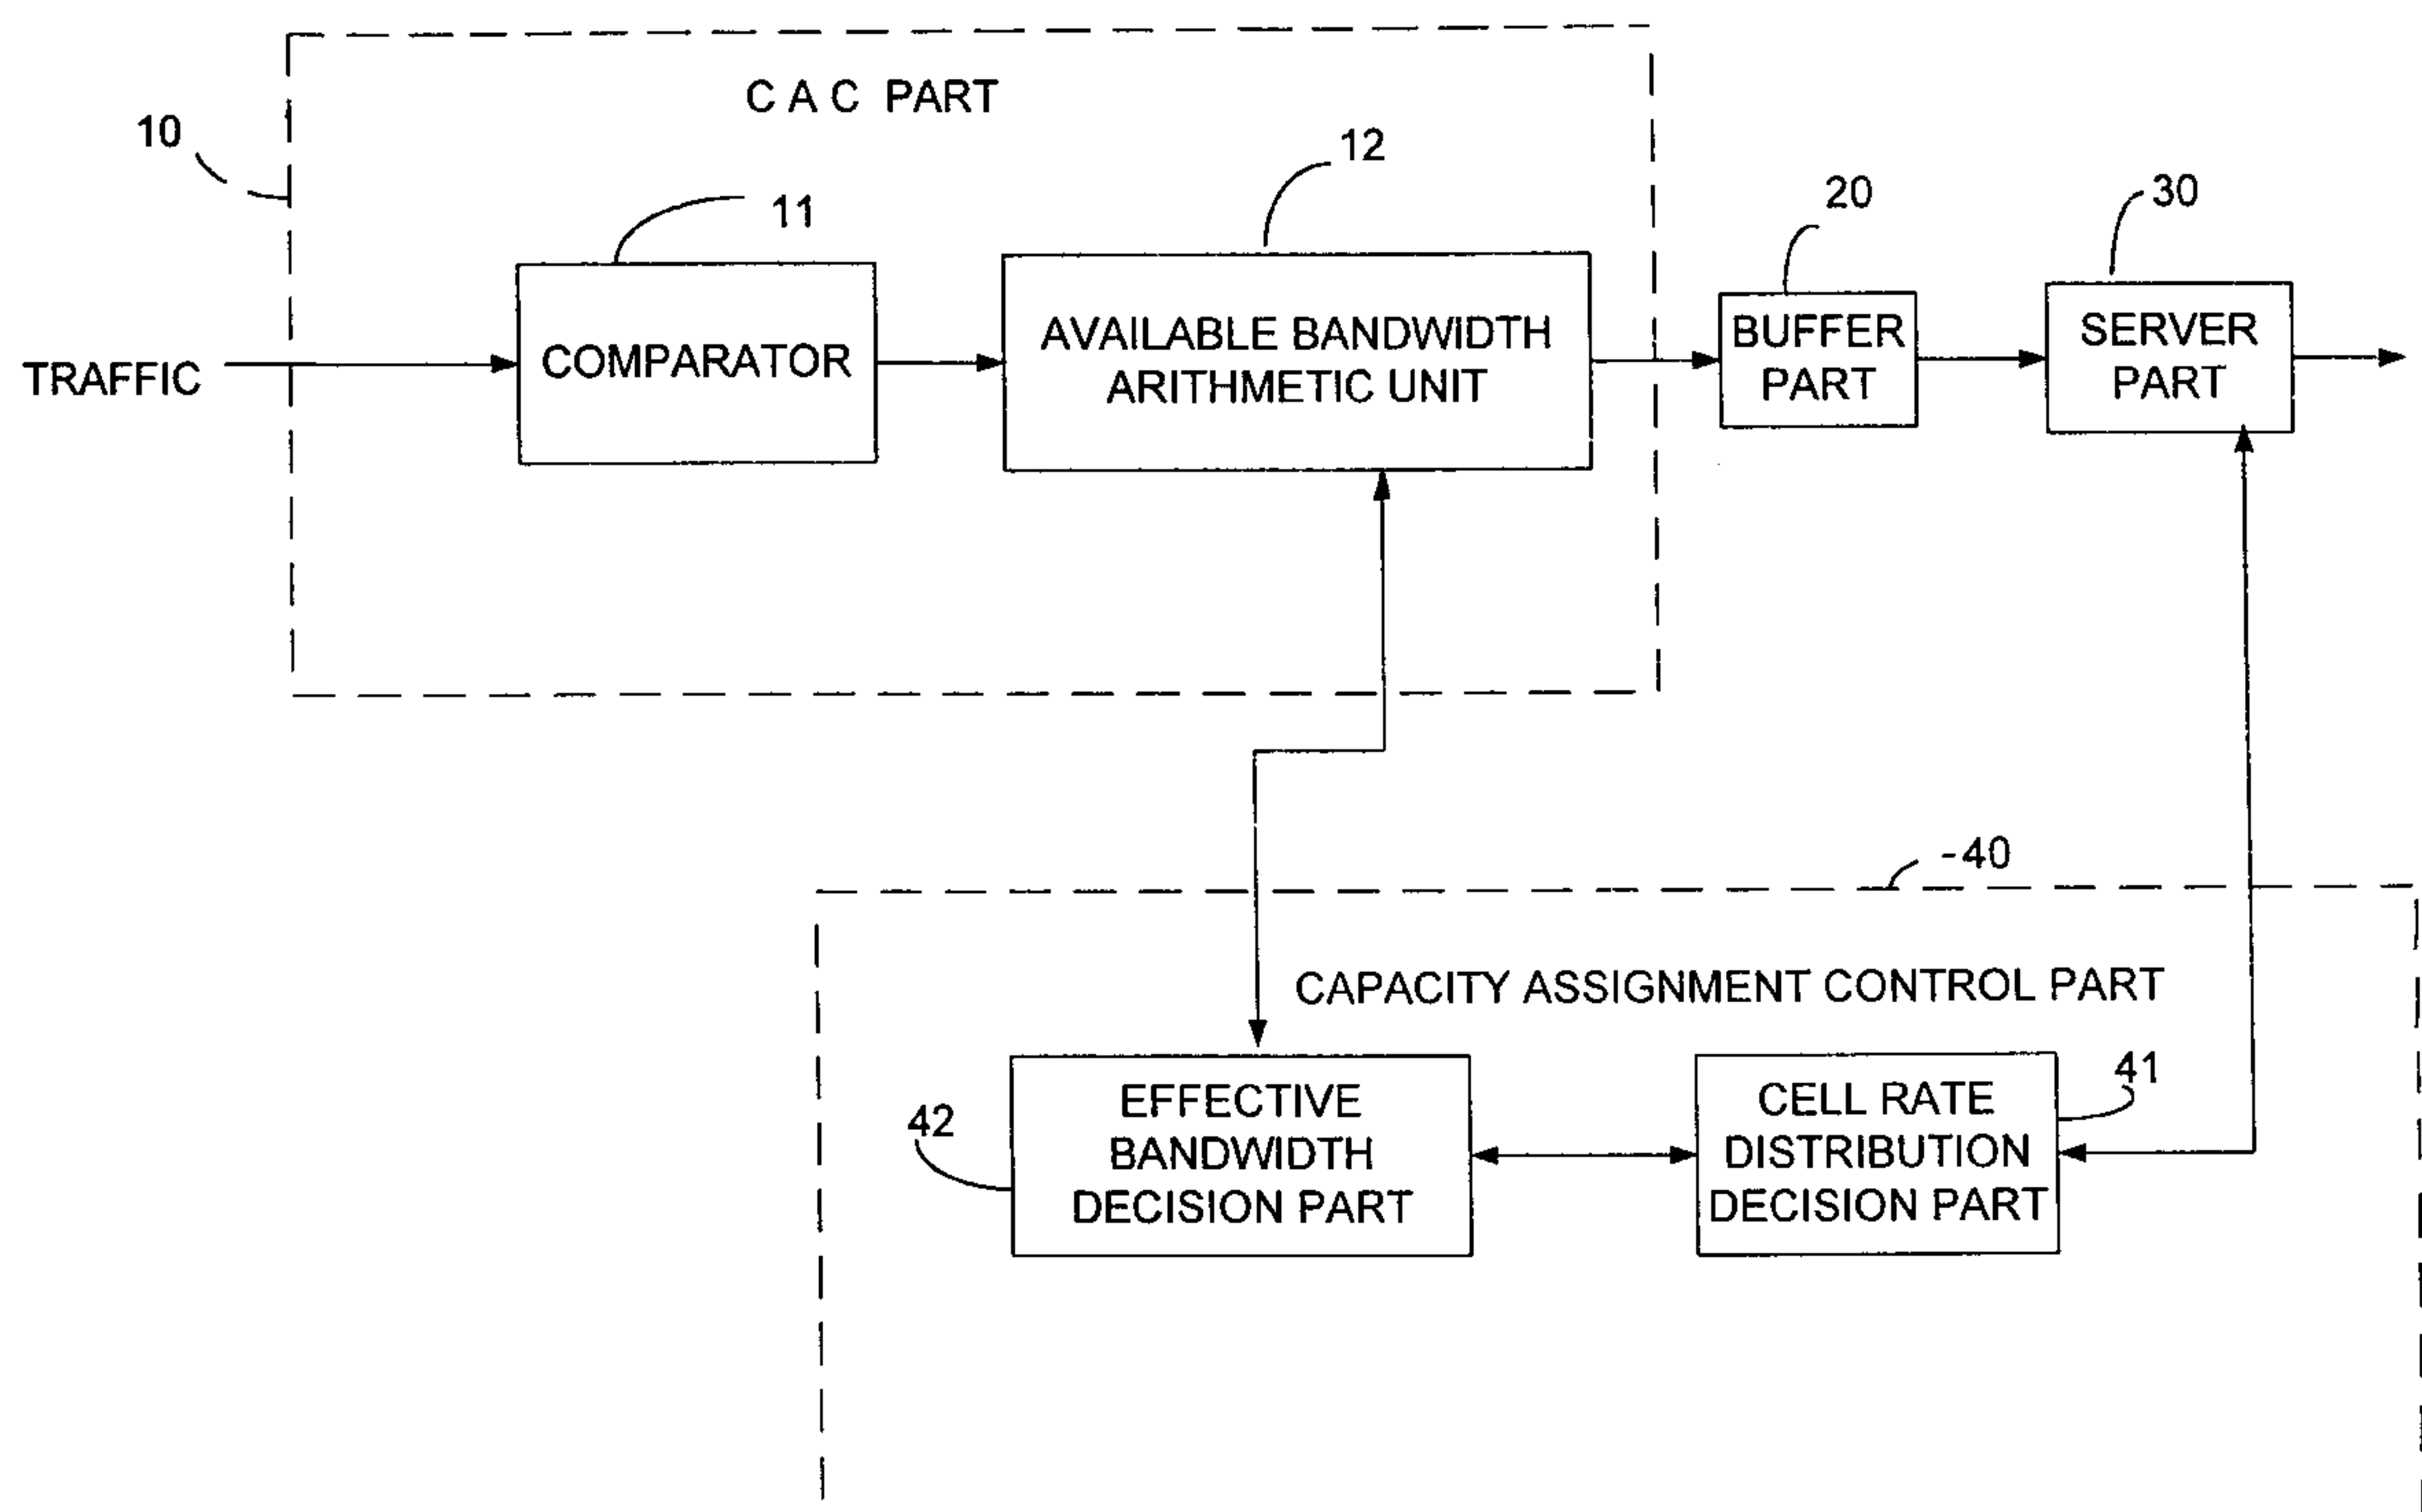 C A C PART
10
12
11
20
30
TRAFFIC
COMPARATOR
AVAILABLE BANDWIDTH
ARITHMETIC UNIT
BUFFER
PART
SERVER
PART
-40
CAPACITY ASSIGNMENT CONTROL PART
42
EFFECTIVE
BANDWIDTH
DECISION PART
CELL RATE
DISTRIBUTION
DECISION PART
41